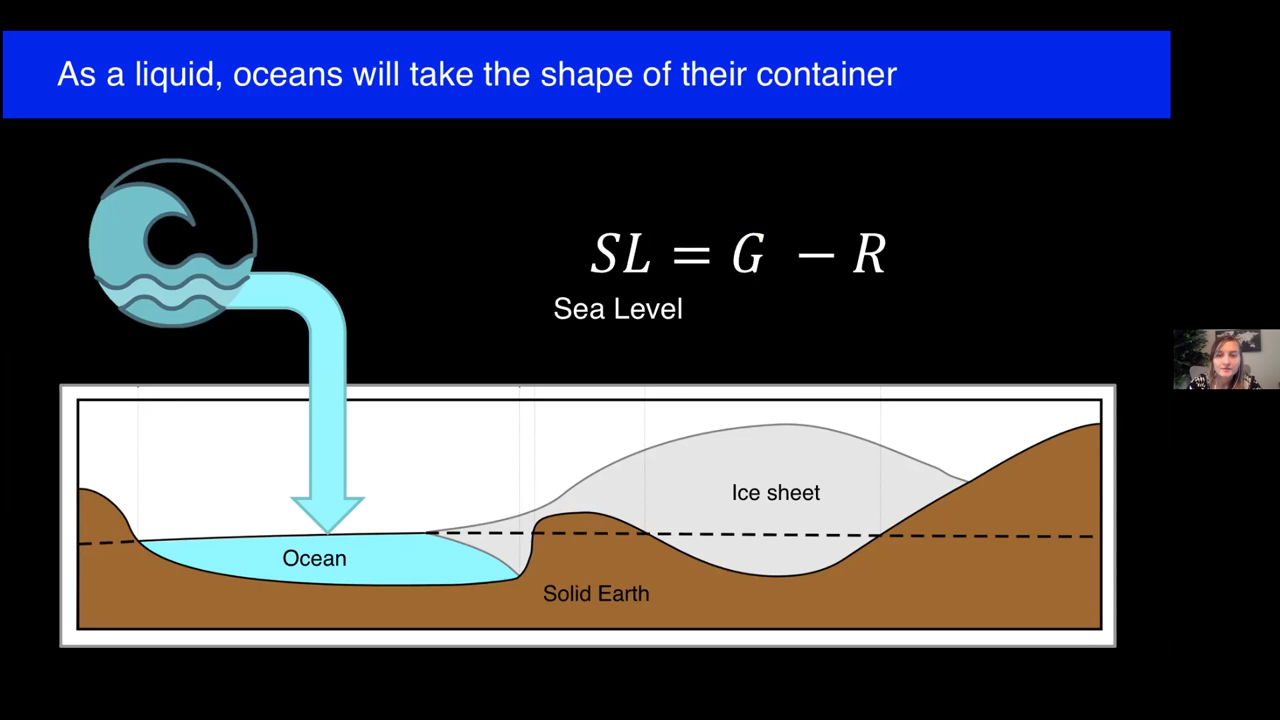 As a liquid, oceans will take the shape of their container
SL = G − R
Sea Level
Ice sheet
Ocean
Solid Earth